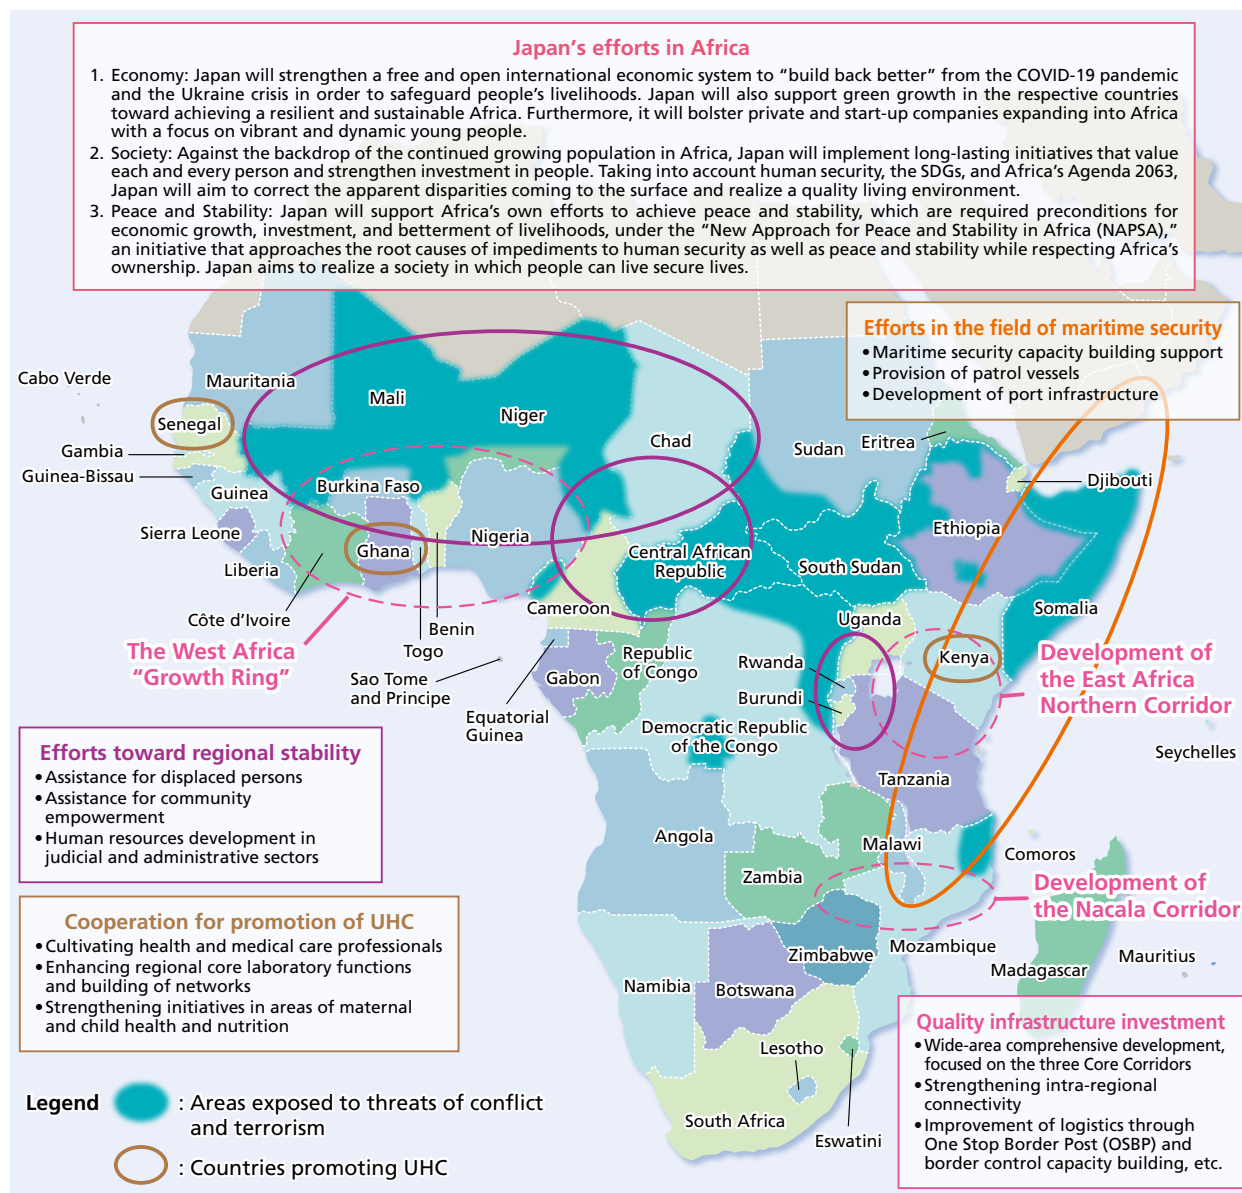 Japan's efforts in Africa
1. Economy: Japan will strengthen a free and open international economic system to “build back better” from the COVID-19 pandemic
and the Ukraine crisis in order to safeguard people's livelihoods. Japan will also support green growth in the respective countries
toward achieving a resilient and sustainable Africa. Furthermore, it will bolster private and start-up companies expanding into Africa
with a focus on vibrant and dynamic young people.
2. Society: Against the backdrop of the continued growing population in Africa, Japan will implement long-lasting initiatives that value
each and every person and strengthen investment in people. Taking into account human security, the SDGs, and Africa's Agenda 2063,
Japan will aim to correct the apparent disparities coming to the surface and realize a quality living environment.
3. Peace and Stability: Japan will support Africa's own efforts to achieve peace and stability, which are required preconditions for
economic growth, investment, and betterment of livelihoods, under the “New Approach for Peace and Stability in Africa (NAPSA),”
an initiative that approaches the root causes of impediments to human security as well as peace and stability while respecting Africa's
ownership. Japan aims to realize a society in which people can live secure lives.
Efforts in the field of maritime security
•Maritime security capacity building support
•Provision of patrol vessels
•Development of port infrastructure
Cabo Verde
Mauritania
Mali
Niger
Senegal
Chad
Sudan
Eritrea
Gambia
Guinea-Bissau
Djibouti
Burkina Faso
Guinea
Sierra Leone
Nigeria
Ethiopia
Ghana
Central African
Republic
South Sudan
Liberia
Cameroon
Somalia
Côte d'Ivoire
Uganda
Benin
Togo
The West Africa
“Growth Ring”
Republic
of Congo
Rwanda
Kenya
Development of
the East Africa
Northern Corridor
Sao Tome
and Principe
Gabon
Burundi
Equatorial
Guinea
Democratic Republic
of the Congo
Seychelles
Efforts toward regional stability
•Assistance for displaced persons
•Assistance for community
empowerment
•Human resources development in
judicial and administrative sectors
Tanzania
Angola
Malawi
Comoros
Zambia
Development of
the Nacala Corridor
Cooperation for promotion of UHC
•Cultivating health and medical care professionals
•Enhancing regional core laboratory functions
and building of networks
•Strengthening initiatives in areas of maternal
and child health and nutrition
Zimbabwe
Mozambique
Mauritius
Madagascar
Namibia
Botswana
Quality infrastructure investment
•Wide-area comprehensive development,
focused on the three Core Corridors
•Strengthening intra-regional
connectivity
•Improvement of logistics through
One Stop Border Post (OSBP) and
border control capacity building, etc.
Lesotho
South Africa
Eswatini
Legend
: Areas exposed to threats of conflict
and terrorism
: Countries promoting UHC